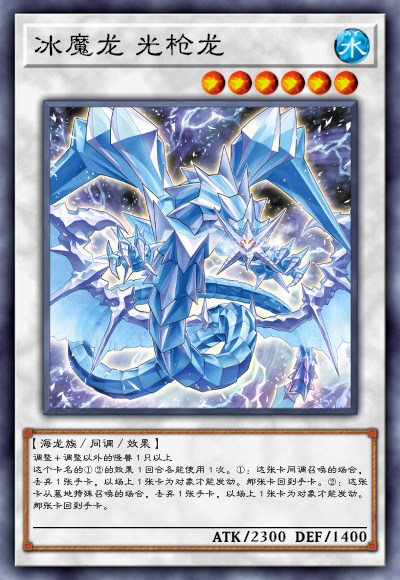 冰魔龙 光枪龙
みず
水
【海龙族／同调／效果】
调整＋调整以外的怪兽1只以上
这个卡名的①②的效果1回合各能使用1次。①：这张卡同调召唤的场合，
丢弃1张手卡，以场上1张卡为对象才能发动。那张卡回到手卡。②：这张
卡从墓地特殊召唤的场合，丢弃1张手卡，以场上1张卡为对象才能发动。
那张卡回到手卡。
ATK/2300 DEF/1400